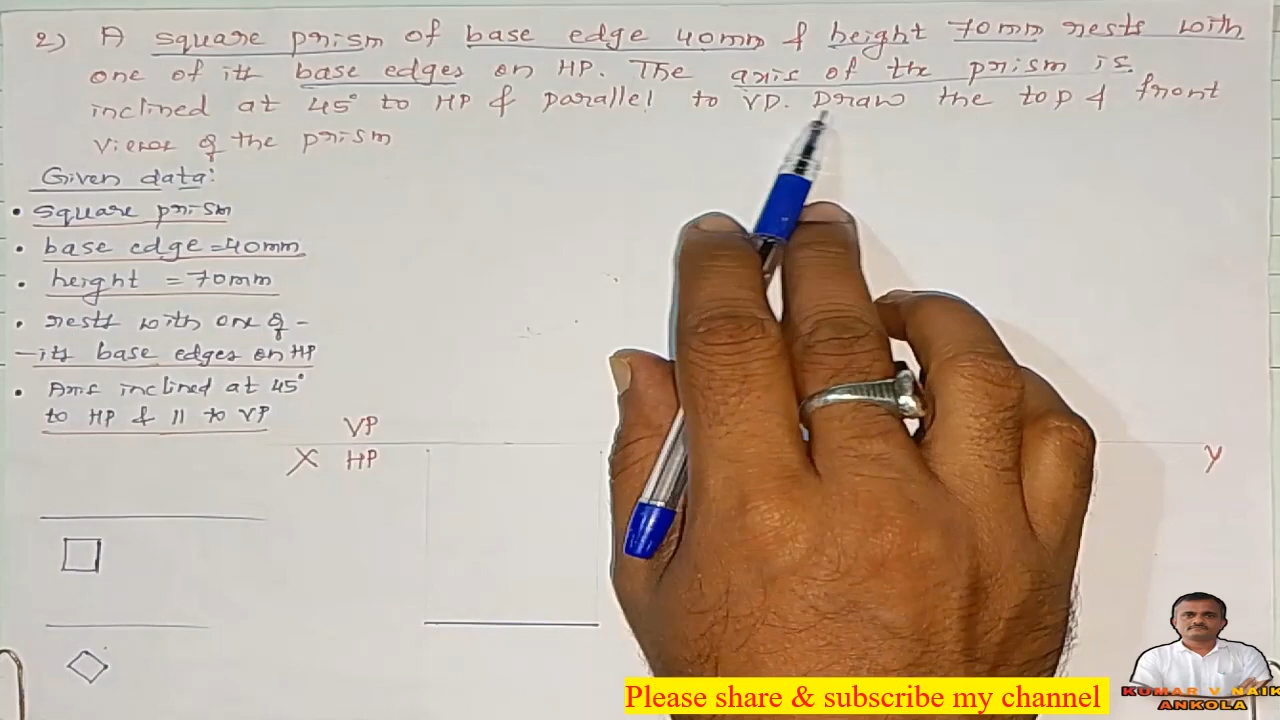 2) A square prism of base edge 40mm & height 70mm rests with
one of its base edges on HP. The axis of the prism is
inclined at 45° to HP & parallel to VP. Draw the top & front
views of the prism
Given data:
• Square prism
• base edge = 40mm
• height = 70mm
• rests with one of -
- its base edges on HP
• Axis inclined at 45°
to HP & 11 to VP
VP
X HP
Y
Please share & subscribe my channel
KUMAR V NAIK
ANKOLA